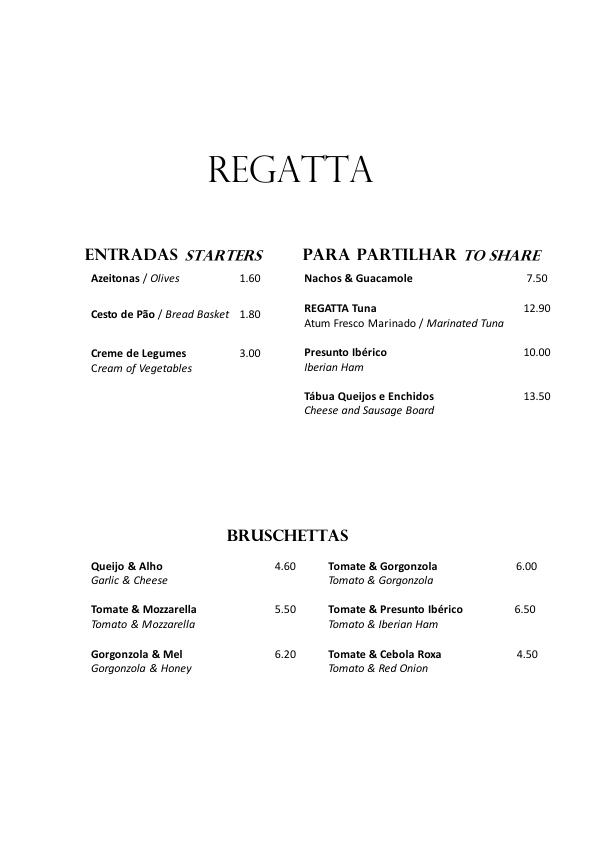 REGATTA
ENTRADAS STARTERS
Azeitonas / Olives 1.60
Cesto de Pão / Bread Basket 1.80
Creme de Legumes 3.00
Cream of Vegetables
PARA PARTILHAR TO SHARE
Nachos & Guacamole 7.50
REGATTA Tuna 12.90
Atum Fresco Marinado / Marinated Tuna
Presunto Ibérico 10.00
Iberian Ham
Tábua Queijos e Enchidos 13.50
Cheese and Sausage Board
BRUSCHETTAS
Queijo & Alho 4.60
Garlic & Cheese
Tomate & Mozzarella 5.50
Tomato & Mozzarella
Gorgonzola & Mel 6.20
Gorgonzola & Honey
Tomate & Gorgonzola 6.00
Tomato & Gorgonzola
Tomate & Presunto Ibérico 6.50
Tomato & Iberian Ham
Tomate & Cebola Roxa 4.50
Tomato & Red Onion